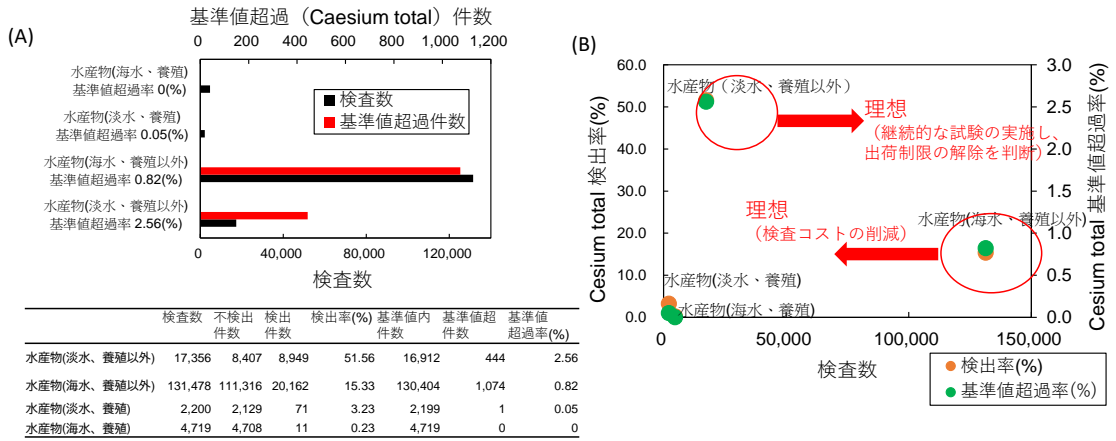 (A)
基準値超過（Caesium total）件数
0 200 400 600 800 1,000 1,200
水産物(海水、養殖)
基準値超過率 0(%)
水産物(淡水、養殖)
基準値超過率 0.05(%)
水産物(海水、養殖以外)
基準値超過率 0.82(%)
水産物(淡水、養殖以外)
基準値超過率 2.56(%)
検査数
基準値超過件数
0 40,000 80,000 120,000
検査数
検査数 不検出件数 検出件数 検出率(%) 基準値内件数 基準値超件数 基準値超過率(%)
水産物(淡水、養殖以外) 17,356 8,407 8,949 51.56 16,912 444 2.56
水産物(海水、養殖以外) 131,478 111,316 20,162 15.33 130,404 1,074 0.82
水産物(淡水、養殖) 2,200 2,129 71 3.23 2,199 1 0.05
水産物(海水、養殖) 4,719 4,708 11 0.23 4,719 0 0
(B)
Cesium total 検出率(%)
60.0
50.0
40.0
30.0
20.0
10.0
0.0
水産物（淡水、養殖以外）
理想
（継続的な試験の実施し、
出荷制限の解除を判断）
理想
（検査コストの削減）
水産物(海水、養殖以外)
水産物(淡水、養殖)
水産物(海水、養殖)
3.0
2.5
2.0
1.5
1.0
0.5
0.0
Cesium total 基準値超過率(%)
0 50,000 100,000 150,000
検査数
検出率(%)
基準値超過率(%)